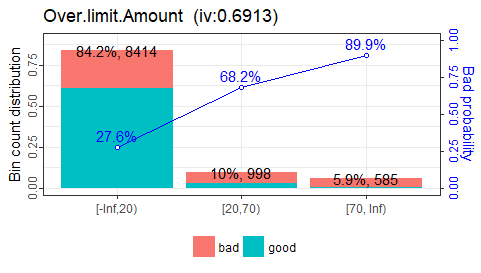 Over.limit.Amount (iv:0.6913)
Bin count distribution
0.00 0.25 0.50 0.75
84.2%, 8414
10%, 998
5.9%, 585
27.6%
68.2%
89.9%
0.00 0.25 0.50 0.75 1.00
Bad probability
[-Inf,20) [20,70) [70, Inf)
bad good